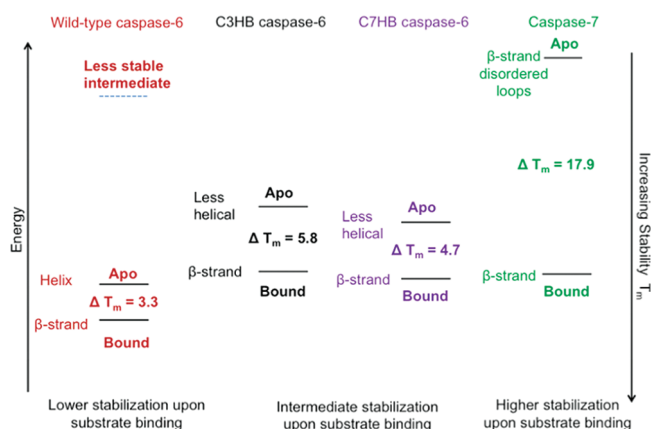 Wild-type caspase-6
C3HB caspase-6
C7HB caspase-6
Caspase-7
Less stable
intermediate
Apo
β-strand
disordered
loops
Δ Tm = 17.9
Energy
Increasing Stability Tm
Less
helical
Apo
Δ Tm = 5.8
β-strand
Bound
Less
helical
Apo
Δ Tm = 4.7
β-strand
Bound
β-strand
Bound
Helix
Apo
Δ Tm = 3.3
β-strand
Bound
Lower stabilization upon
substrate binding
Intermediate stabilization
upon substrate binding
Higher stabilization
upon substrate binding